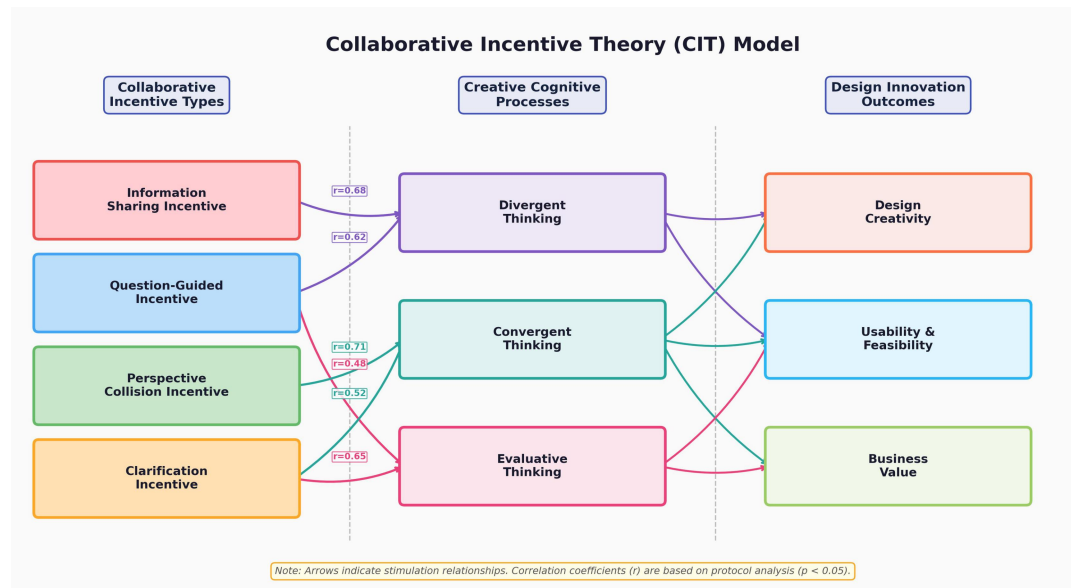 Collaborative Incentive Theory (CIT) Model
Collaborative
Incentive Types
Creative Cognitive
Processes
Design Innovation
Outcomes
Information
Sharing Incentive
Question-Guided
Incentive
Perspective
Collision Incentive
Clarification
Incentive
r=0.68
r=0.62
r=0.71
r=0.48
r=0.52
r=0.65
Divergent
Thinking
Convergent
Thinking
Evaluative
Thinking
Design
Creativity
Usability &
Feasibility
Business
Value
Note: Arrows indicate stimulation relationships. Correlation coefficients (r) are based on protocol analysis (p < 0.05).